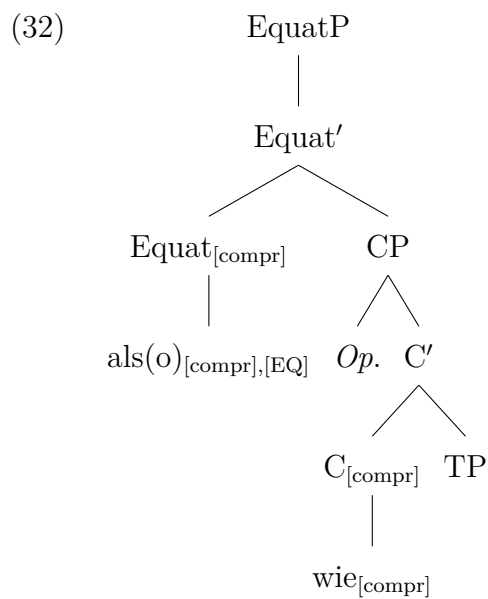 (32) EquatP
Equat′
Equat[compr] CP
als(o)[compr],[EQ] Op. C′
C[compr] TP
wie[compr]